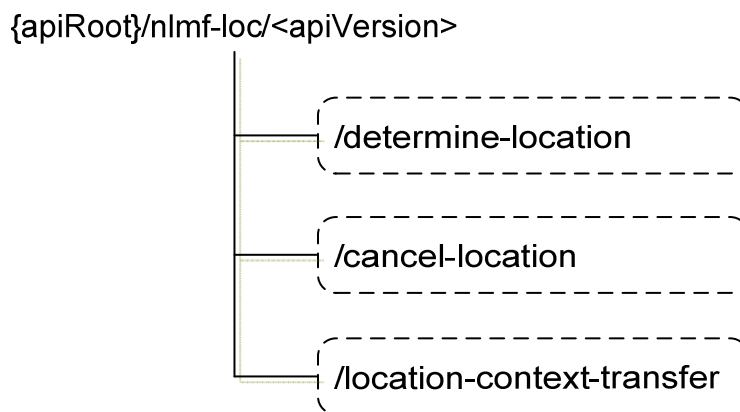 {apiRoot}/nlmf-loc/<apiVersion>
/determine-location
/cancel-location
/location-context-transfer